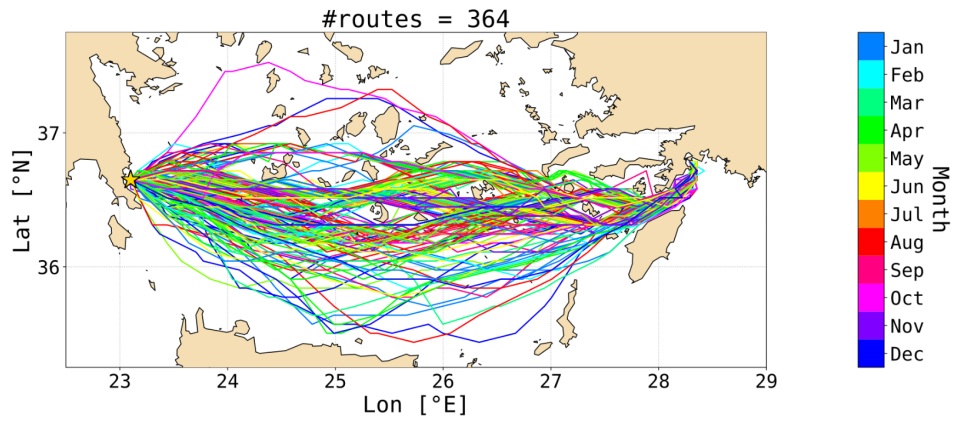 #routes = 364
37
36
Lat [°N]
23 24 25 26 27 28 29
Lon [°E]
Jan
Feb
Mar
Apr
May
Jun
Jul
Aug
Sep
Oct
Nov
Dec
Month